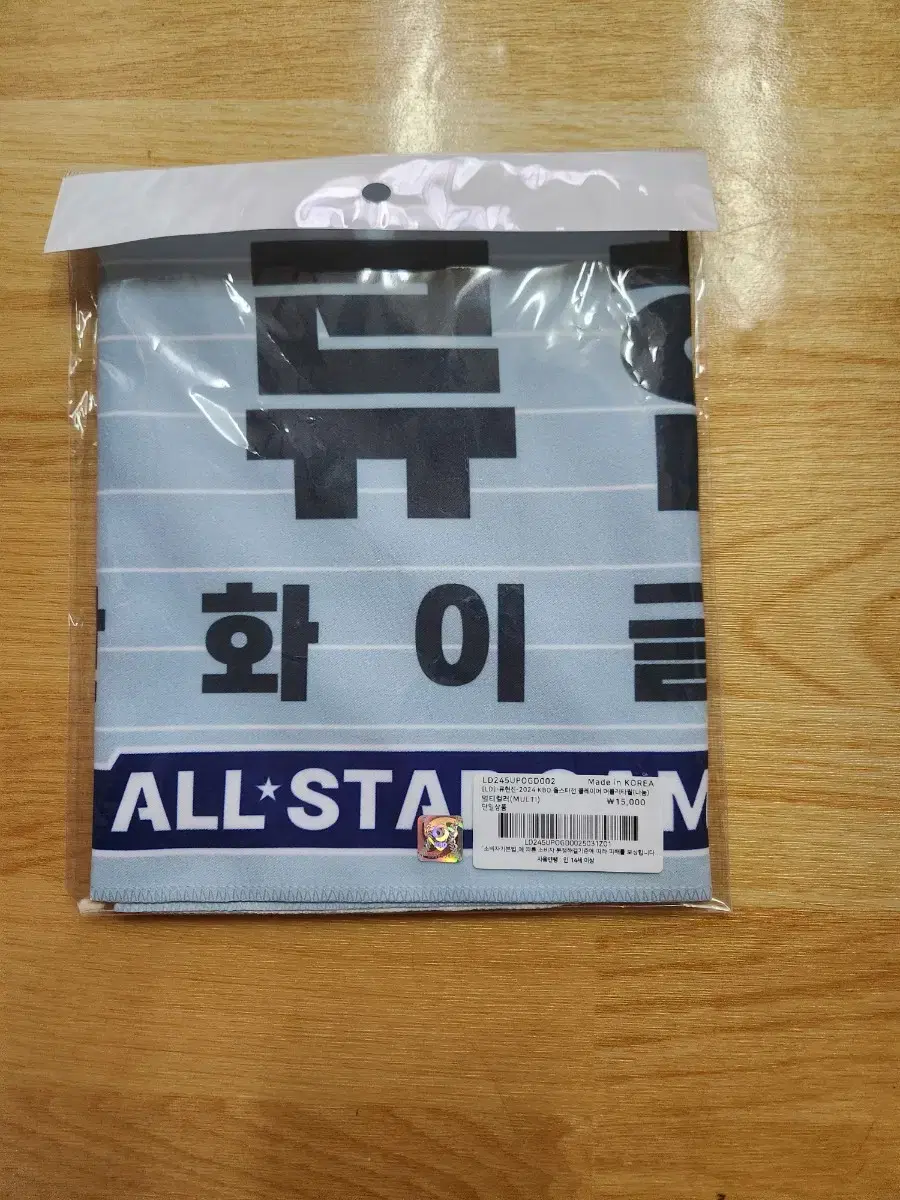 류
화 이 글
ALL★STAR
LD245UPOGD002 Made in KOREA
(LD)-류현진-2024 KBO 올스타전 플레이어 머플러타월(나눔)
멀티컬러(MULTI) ₩15,000
단일상품
LD245UPOGD0025031Z01
사용연령 : 만 14세 이상